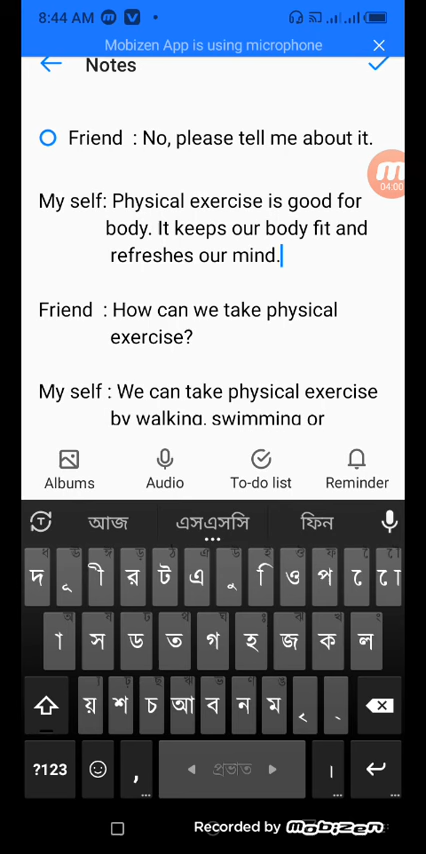 8:44 AM
Mobizen App is using microphone
Notes
Friend : No, please tell me about it.
04:00
My self: Physical exercise is good for
body. It keeps our body fit and
refreshes our mind.
Friend : How can we take physical
exercise?
My self : We can take physical exercise
by walking, swimming or
Albums Audio To-do list Reminder
আজ এসএসসি ফিন
দ ূ ী র ট এ ু ি ও প ে ো
া স ড ত গ হ জ ক ল
য় শ চ আ ব ন ম
?123 , প্রভাত ।
Recorded by mobizen